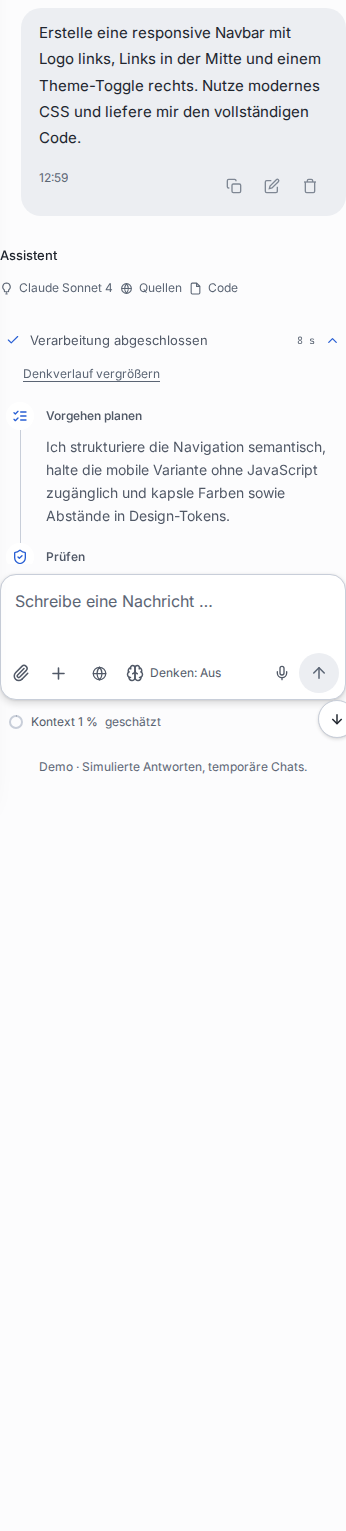 Erstelle eine responsive Navbar mit
Logo links, Links in der Mitte und einem
Theme-Toggle rechts. Nutze modernes
CSS und liefere mir den vollständigen
Code.
12:59
Assistent
Claude Sonnet 4 Quellen Code
Verarbeitung abgeschlossen 8 s
Denkverlauf vergrößern
Vorgehen planen
Ich strukturiere die Navigation semantisch,
halte die mobile Variante ohne JavaScript
zugänglich und kapsle Farben sowie
Abstände in Design-Tokens.
Prüfen
Schreibe eine Nachricht ...
Denken: Aus
Kontext 1 % geschätzt
Demo · Simulierte Antworten, temporäre Chats.